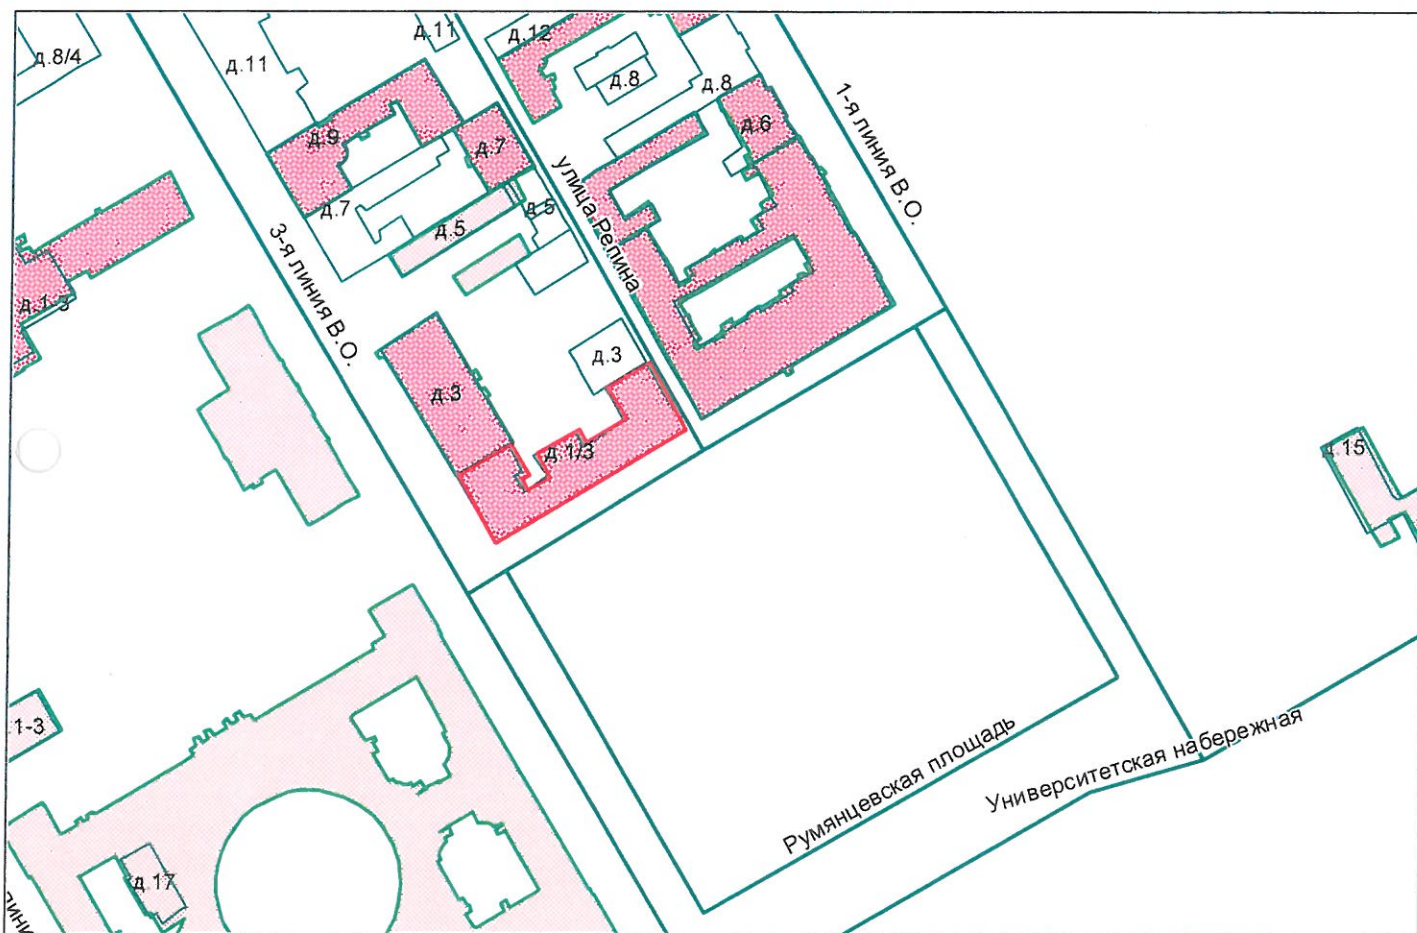 д.8/4
д.11
д.11
д.12
д.8
д.8
д.6
1-я линия В.О.
д.9
д.7
д.7
улица Репина
д.5
д.5
3-я линия В.О.
д.1-3
д.3
д.3
д.1/3
д.15
1-3
Румянцевская площадь
Университетская набережная
д.17